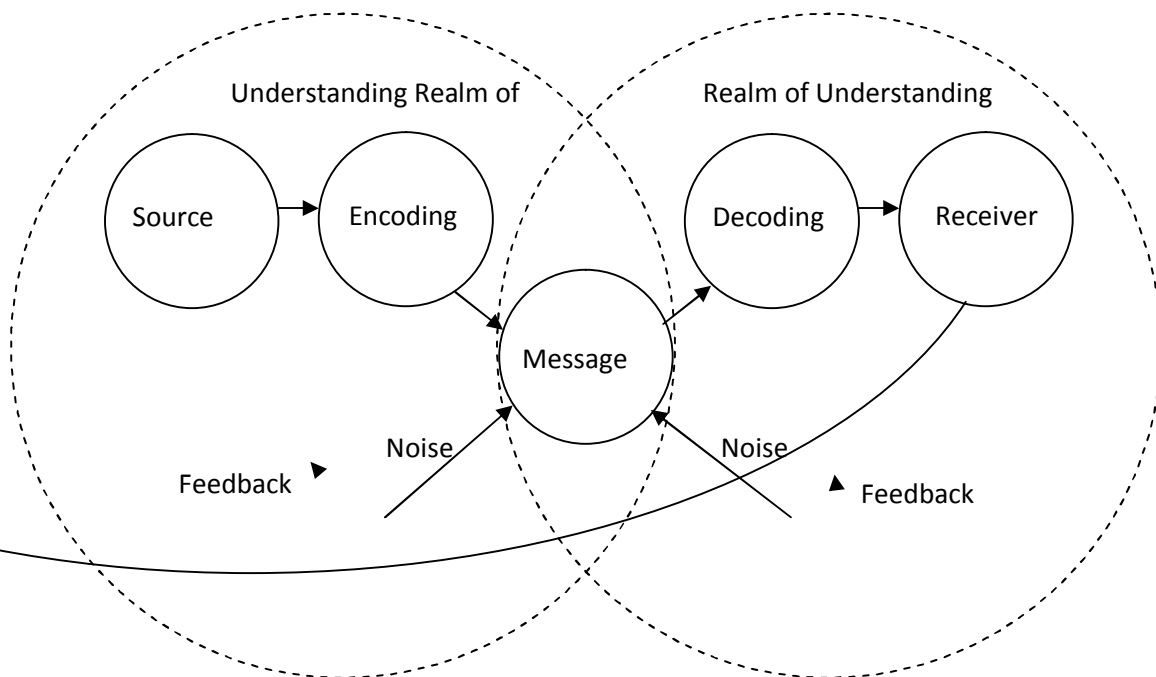 Understanding Realm of
Realm of Understanding
Source
Encoding
Decoding
Receiver
Message
Noise
Noise
Feedback
Feedback